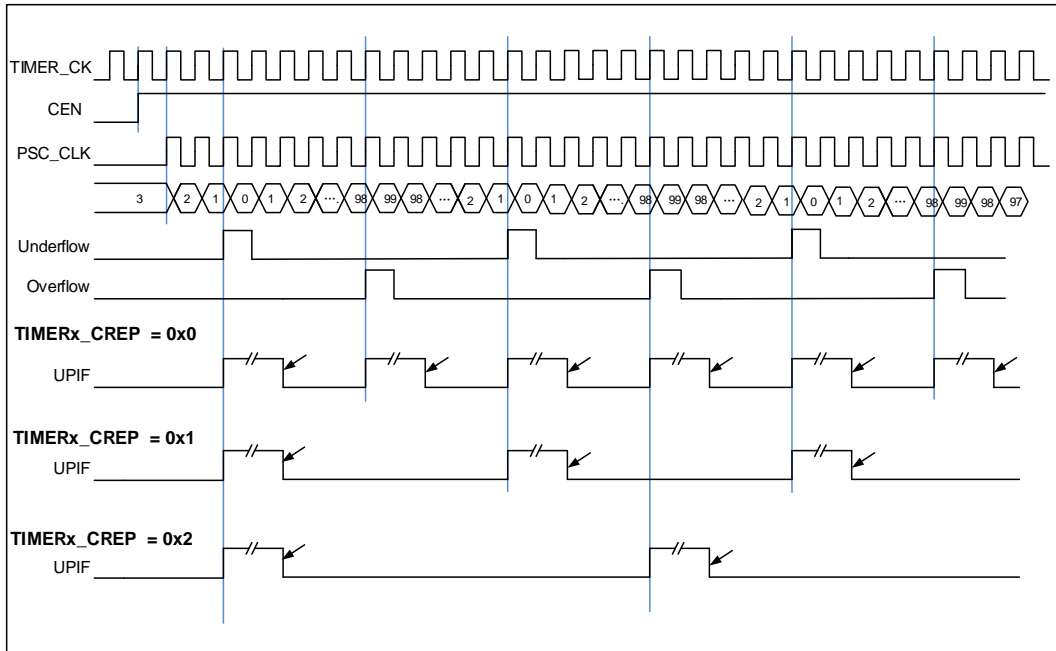 TIMER_CK
CEN
PSC_CLK
3 2 1 0 1 2 .... 98 99 98 ... 2 1 0 1 2 .... 98 99 98 ... 2 1 0 1 2 ... 98 99 98 97
Underflow
Overflow
TIMERx_CREP = 0x0
UPIF // // // // // //
TIMERx_CREP = 0x1
UPIF // // //
TIMERx_CREP = 0x2
UPIF // //